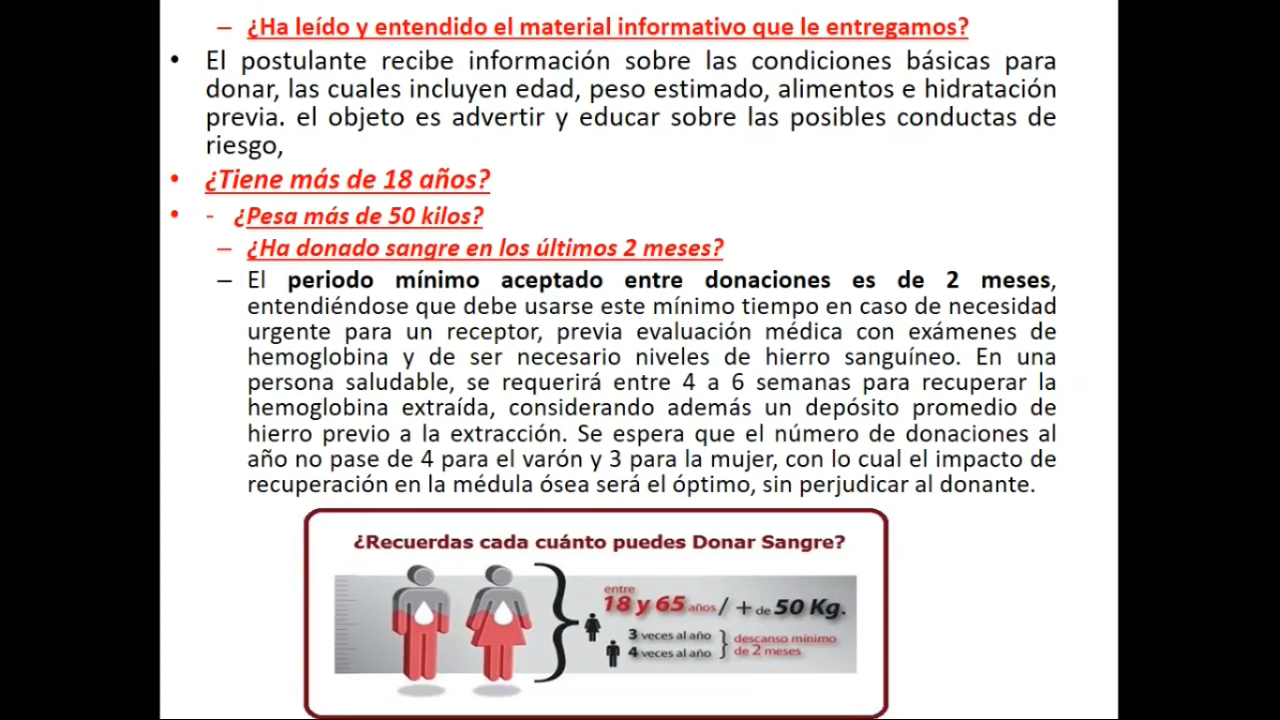 – ¿Ha leído y entendido el material informativo que le entregamos?
• El postulante recibe información sobre las condiciones básicas para
donar, las cuales incluyen edad, peso estimado, alimentos e hidratación
previa. el objeto es advertir y educar sobre las posibles conductas de
riesgo,
• ¿Tiene más de 18 años?
• - ¿Pesa más de 50 kilos?
– ¿Ha donado sangre en los últimos 2 meses?
– El periodo mínimo aceptado entre donaciones es de 2 meses,
entendiéndose que debe usarse este mínimo tiempo en caso de necesidad
urgente para un receptor, previa evaluación médica con exámenes de
hemoglobina y de ser necesario niveles de hierro sanguíneo. En una
persona saludable, se requerirá entre 4 a 6 semanas para recuperar la
hemoglobina extraída, considerando además un depósito promedio de
hierro previo a la extracción. Se espera que el número de donaciones al
año no pase de 4 para el varón y 3 para la mujer, con lo cual el impacto de
recuperación en la médula ósea será el óptimo, sin perjudicar al donante.
¿Recuerdas cada cuánto puedes Donar Sangre?
entre
18 y 65 años / + de 50 Kg.
3 veces al año
4 veces al año
descanso mínimo
de 2 meses